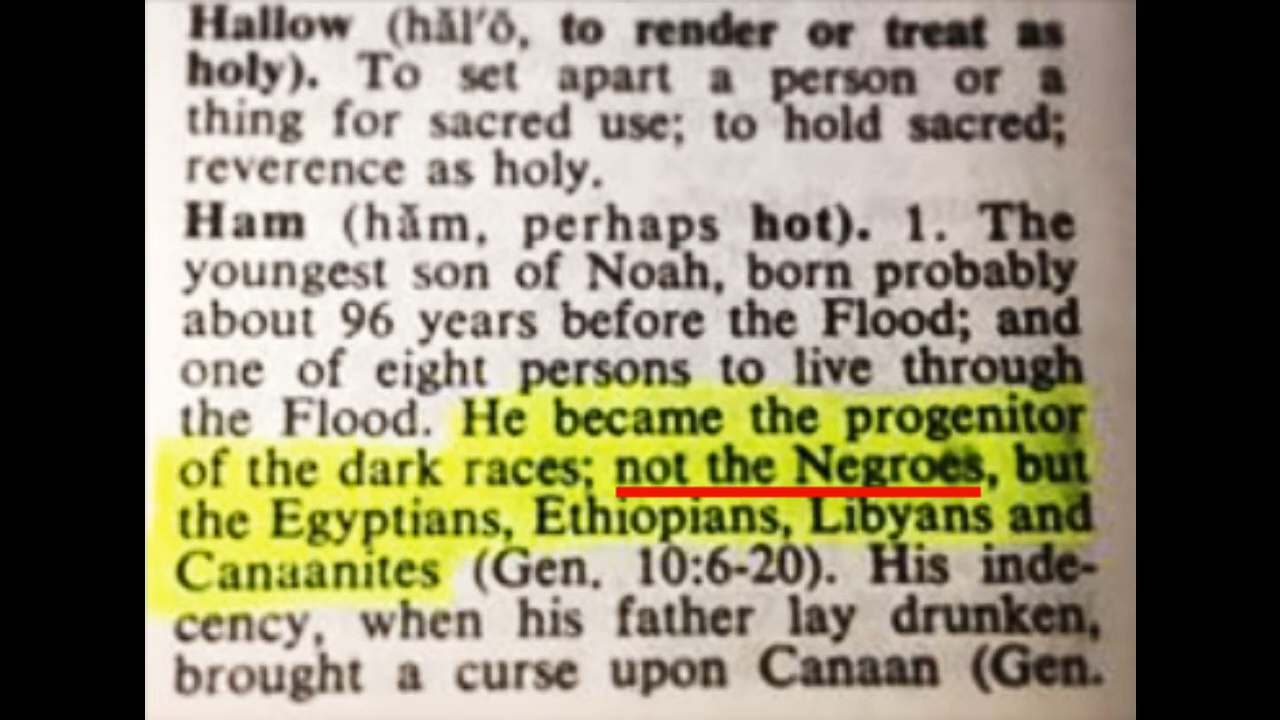 Hallow (hăl'ō, to render or treat as
holy). To set apart a person or a
thing for sacred use; to hold sacred;
reverence as holy.
Ham (hăm, perhaps hot). 1. The
youngest son of Noah, born probably
about 96 years before the Flood; and
one of eight persons to live through
the Flood. He became the progenitor
of the dark races; not the Negroes, but
the Egyptians, Ethiopians, Libyans and
Canaanites (Gen. 10:6-20). His inde-
cency, when his father lay drunken,
brought a curse upon Canaan (Gen.